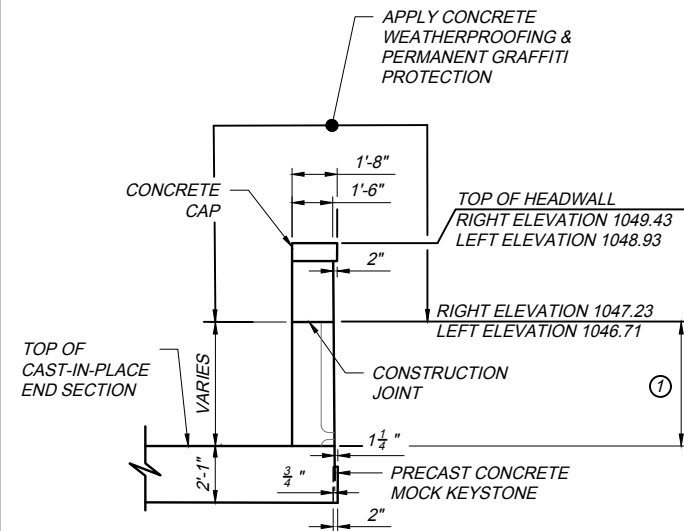 APPLY CONCRETE
WEATHERPROOFING &
PERMANENT GRAFFITI
PROTECTION
1'-8"
1'-6"
CONCRETE
CAP
TOP OF HEADWALL
RIGHT ELEVATION 1049.43
LEFT ELEVATION 1048.93
2"
RIGHT ELEVATION 1047.23
LEFT ELEVATION 1046.71
TOP OF
CAST-IN-PLACE
END SECTION
VARIES
CONSTRUCTION
JOINT
1
1 1/4 "
2'-1"
3/4 "
PRECAST CONCRETE
MOCK KEYSTONE
2"